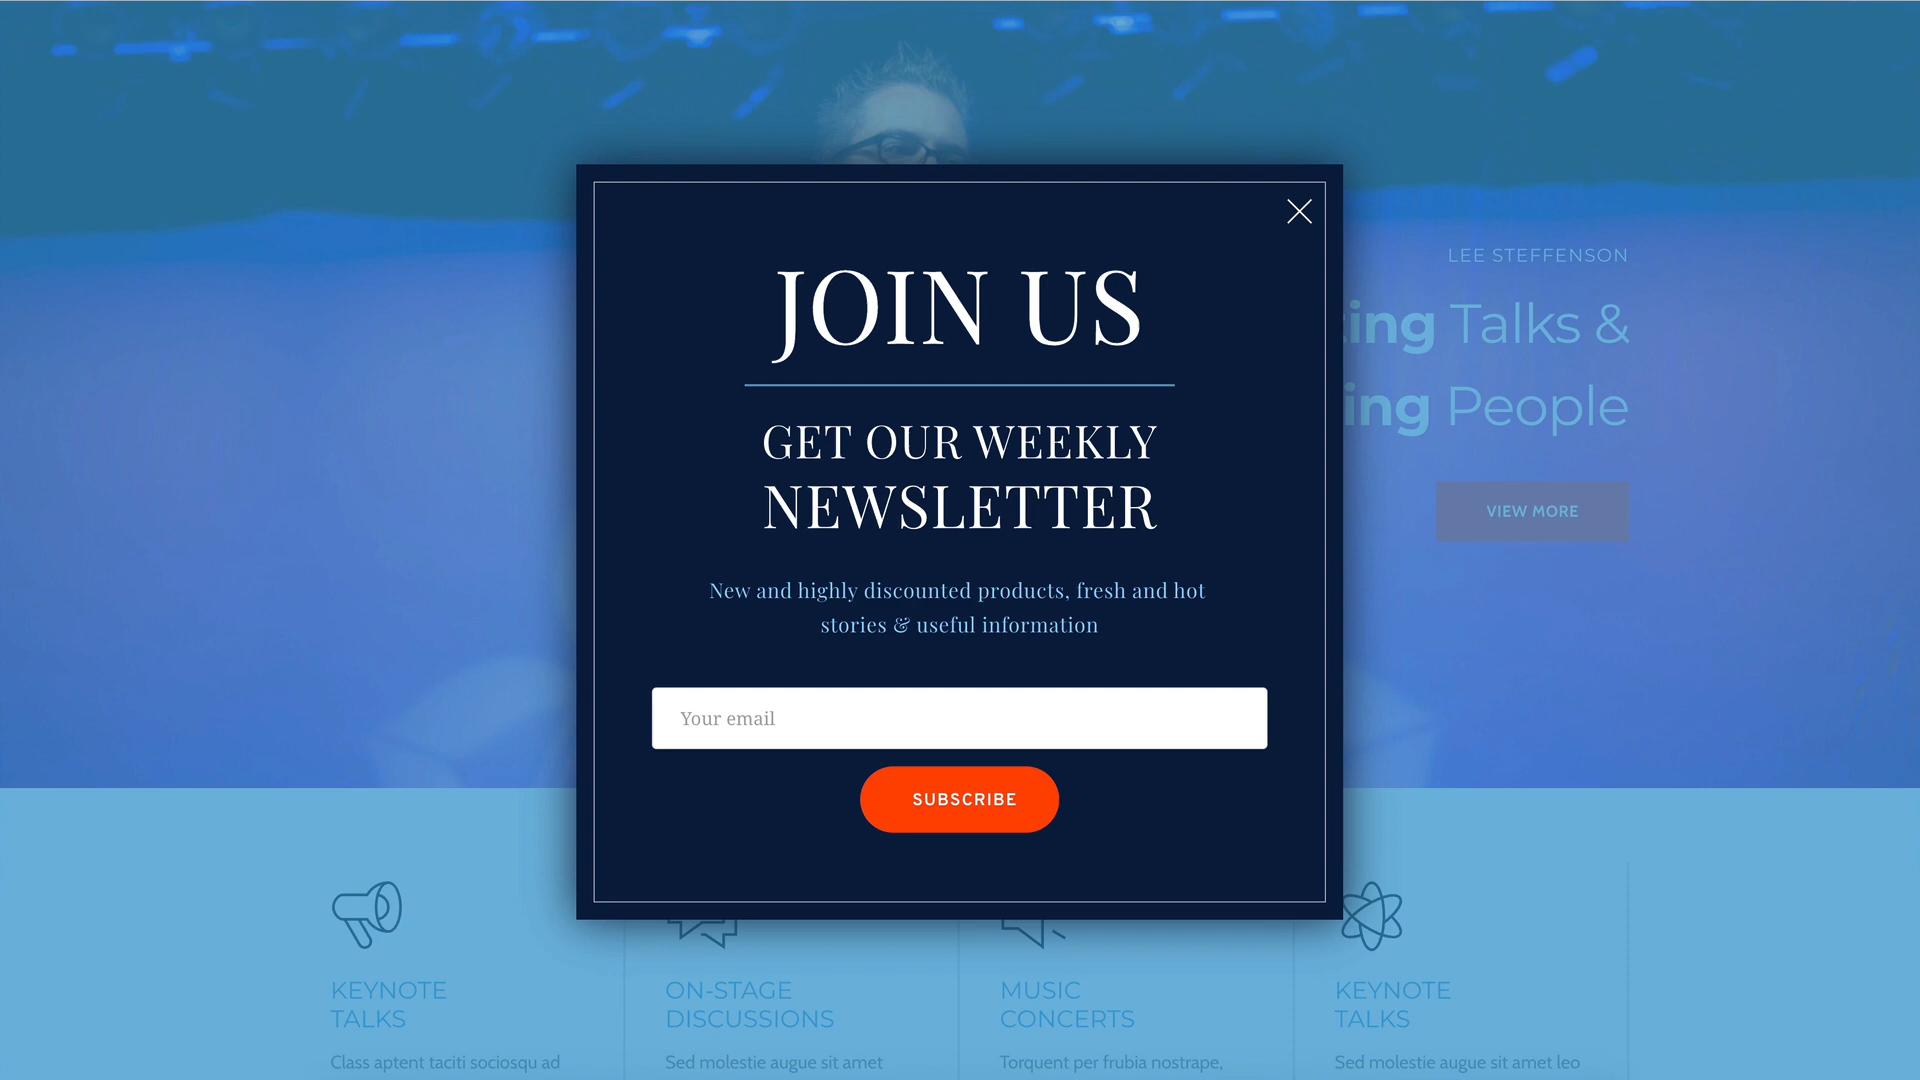 JOIN US
GET OUR WEEKLY
NEWSLETTER
New and highly discounted products, fresh and hot
stories & useful information
Your email
SUBSCRIBE
LEE STEFFENSON
ing Talks &
ing People
VIEW MORE
KEYNOTE
TALKS
Class aptent taciti sociosqu ad
ON-STAGE
DISCUSSIONS
Sed molestie augue sit amet
MUSIC
CONCERTS
Torquent per frubia nostrape,
KEYNOTE
TALKS
Sed molestie augue sit amet leo